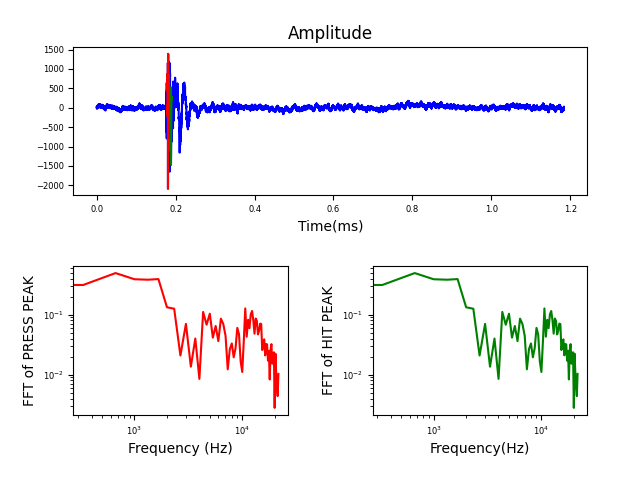 Amplitude
1500
1000
500
0
−500
−1000
−1500
−2000
0.0 0.2 0.4 0.6 0.8 1.0 1.2
Time(ms)
FFT of PRESS PEAK
10⁻¹
10⁻²
10³ 10⁴
Frequency (Hz)
FFT of HIT PEAK
10⁻¹
10⁻²
10³ 10⁴
Frequency(Hz)